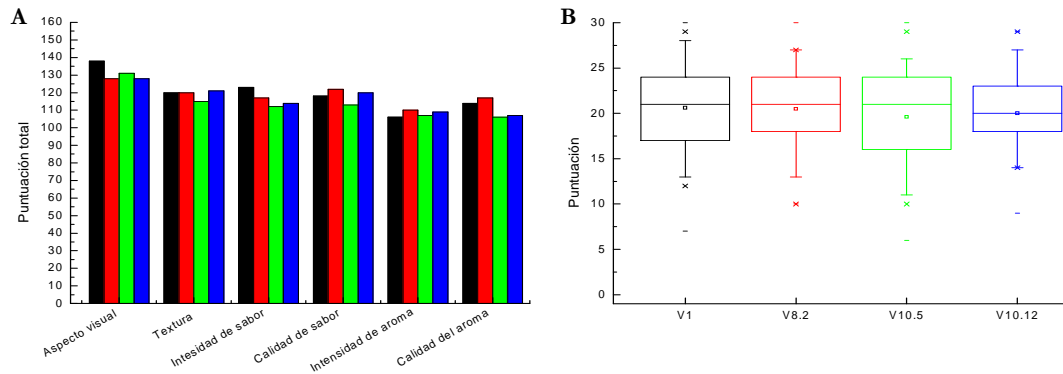 A
Puntuación total
160
150
140
130
120
110
100
90
80
70
60
50
40
30
20
10
0
Aspecto visual
Textura
Intesidad de sabor
Calidad de sabor
Intensidad de aroma
Calidad del aroma
B
Puntuación
30
25
20
15
10
5
0
V1
V8.2
V10.5
V10.12